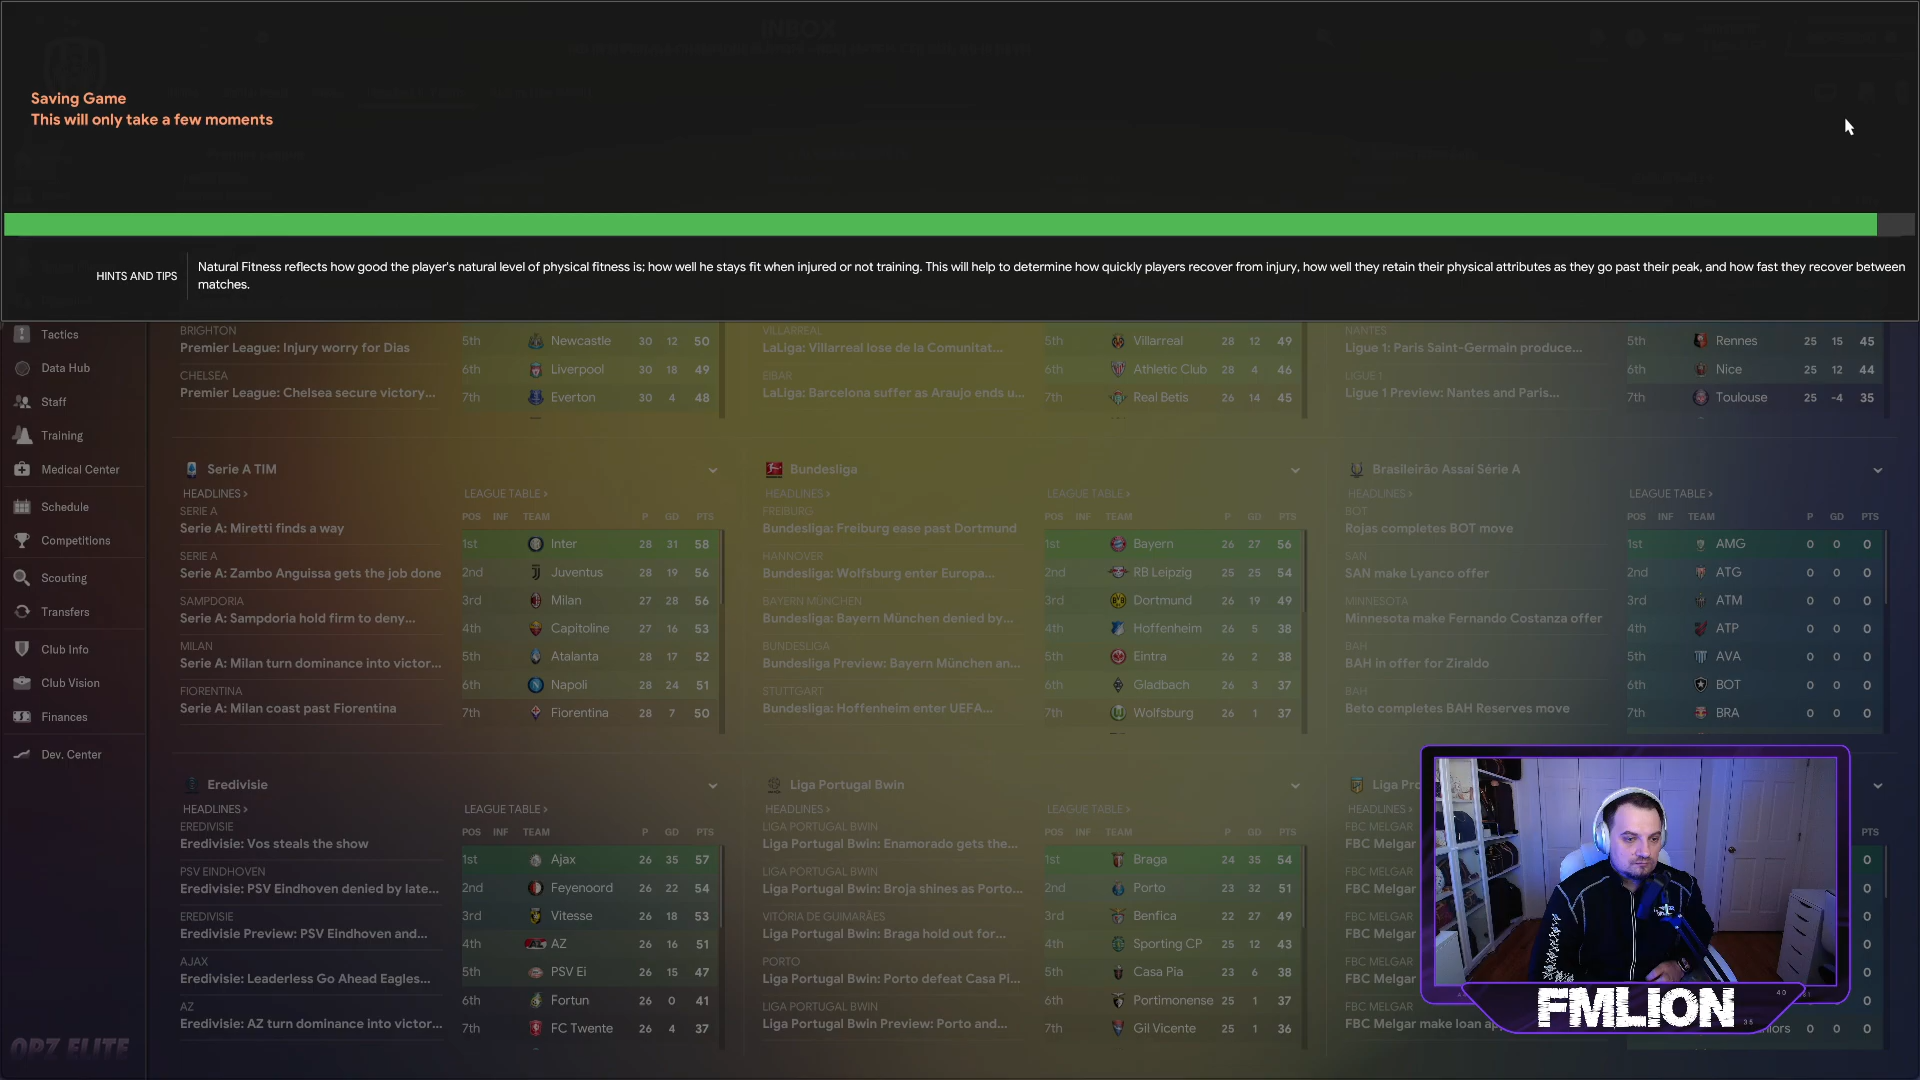 INBOX
Saving Game
This will only take a few moments
HINTS AND TIPS
Natural Fitness reflects how good the player's natural level of physical fitness is; how well he stays fit when injured or not training. This will help to determine how quickly players recover from injury, how well they retain their physical attributes as they go past their peak, and how fast they recover between
matches.
Tactics
Data Hub
Staff
Training
Medical Center
Schedule
Competitions
Scouting
Transfers
Club Info
Club Vision
Finances
Dev. Center
OPZ ELITE
BRIGHTON
Premier League: Injury worry for Dias
CHELSEA
Premier League: Chelsea secure victory...
5th Newcastle 30 12 50
6th Liverpool 30 18 49
7th Everton 30 4 48
VILLARREAL
LaLiga: Villarreal lose de la Comunitat...
EIBAR
LaLiga: Barcelona suffer as Araujo ends u...
5th Villarreal 28 12 49
6th Athletic Club 28 4 46
7th Real Betis 26 14 45
NANTES
Ligue 1: Paris Saint-Germain produce...
LIGUE 1
Ligue 1 Preview: Nantes and Paris...
5th Rennes 25 15 45
6th Nice 25 12 44
7th Toulouse 25 -4 35
Serie A TIM
HEADLINES >
SERIE A
Serie A: Miretti finds a way
SERIE A
Serie A: Zambo Anguissa gets the job done
SAMPDORIA
Serie A: Sampdoria hold firm to deny...
MILAN
Serie A: Milan turn dominance into victor...
FIORENTINA
Serie A: Milan coast past Fiorentina
LEAGUE TABLE >
POS INF TEAM P GD PTS
1st Inter 28 31 58
2nd Juventus 28 19 56
3rd Milan 27 28 56
4th Capitoline 27 16 53
5th Atalanta 28 17 52
6th Napoli 28 24 51
7th Fiorentina 28 7 50
Bundesliga
HEADLINES >
FREIBURG
Bundesliga: Freiburg ease past Dortmund
HANNOVER
Bundesliga: Wolfsburg enter Europa...
BAYERN MÜNCHEN
Bundesliga: Bayern München denied by...
BUNDESLIGA
Bundesliga Preview: Bayern München an...
STUTTGART
Bundesliga: Hoffenheim enter UEFA...
LEAGUE TABLE >
POS INF TEAM P GD PTS
1st Bayern 26 27 56
2nd RB Leipzig 25 25 54
3rd Dortmund 26 19 49
4th Hoffenheim 26 5 38
5th Eintra 26 2 38
6th Gladbach 26 3 37
7th Wolfsburg 26 1 37
Brasileirão Assaí Série A
HEADLINES >
BOT
Rojas completes BOT move
SAN
SAN make Lyanco offer
MINNESOTA
Minnesota make Fernando Costanza offer
BAH
BAH in offer for Ziraldo
BAH
Beto completes BAH Reserves move
LEAGUE TABLE >
POS INF TEAM P GD PTS
1st AMG 0 0 0
2nd ATG 0 0 0
3rd ATM 0 0 0
4th ATP 0 0 0
5th AVA 0 0 0
6th BOT 0 0 0
7th BRA 0 0 0
Eredivisie
HEADLINES >
EREDIVISIE
Eredivisie: Vos steals the show
PSV EINDHOVEN
Eredivisie: PSV Eindhoven denied by late...
EREDIVISIE
Eredivisie Preview: PSV Eindhoven and...
AJAX
Eredivisie: Leaderless Go Ahead Eagles...
AZ
Eredivisie: AZ turn dominance into victor...
LEAGUE TABLE >
POS INF TEAM P GD PTS
1st Ajax 26 35 57
2nd Feyenoord 26 22 54
3rd Vitesse 26 18 53
4th AZ 26 16 51
5th PSV Ei 26 15 47
6th Fortun 26 0 41
7th FC Twente 26 4 37
Liga Portugal Bwin
HEADLINES >
LIGA PORTUGAL BWIN
Liga Portugal Bwin: Enamorado gets the...
LIGA PORTUGAL BWIN
Liga Portugal Bwin: Broja shines as Porto...
VITÓRIA DE GUIMARÃES
Liga Portugal Bwin: Braga hold out for...
PORTO
Liga Portugal Bwin: Porto defeat Casa Pi...
LIGA PORTUGAL BWIN
Liga Portugal Bwin Preview: Porto and...
LEAGUE TABLE >
POS INF TEAM P GD PTS
1st Braga 24 35 54
2nd Porto 23 32 51
3rd Benfica 22 27 49
4th Sporting CP 25 12 43
5th Casa Pia 23 6 38
6th Portimonense 25 1 37
7th Gil Vicente 25 1 36
Liga Pro
HEADLINES >
FBC MELGAR
FBC Melgar
FBC MELGAR
FBC Melgar
FBC MELGAR
FBC Melgar
FBC MELGAR
FBC Melgar
FBC MELGAR
FBC Melgar make loan ap
PTS
0
0
0
0
0
0
niors 0 0 0
FMLION